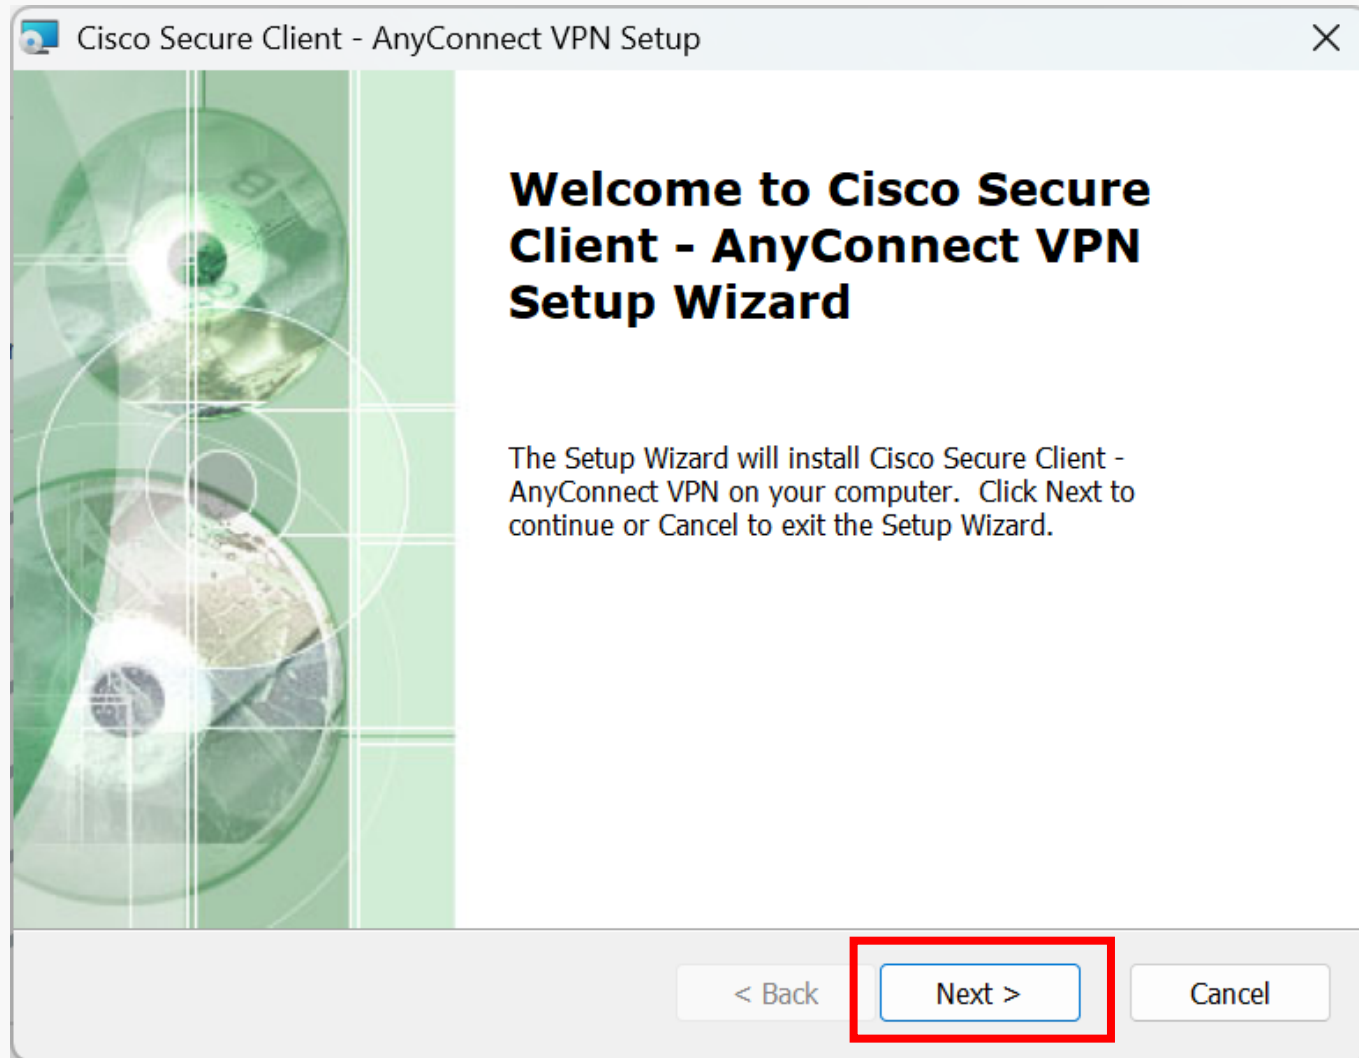 Cisco Secure Client - AnyConnect VPN Setup
Welcome to Cisco Secure
Client - AnyConnect VPN
Setup Wizard
The Setup Wizard will install Cisco Secure Client -
AnyConnect VPN on your computer.  Click Next to
continue or Cancel to exit the Setup Wizard.
< Back
Next >
Cancel